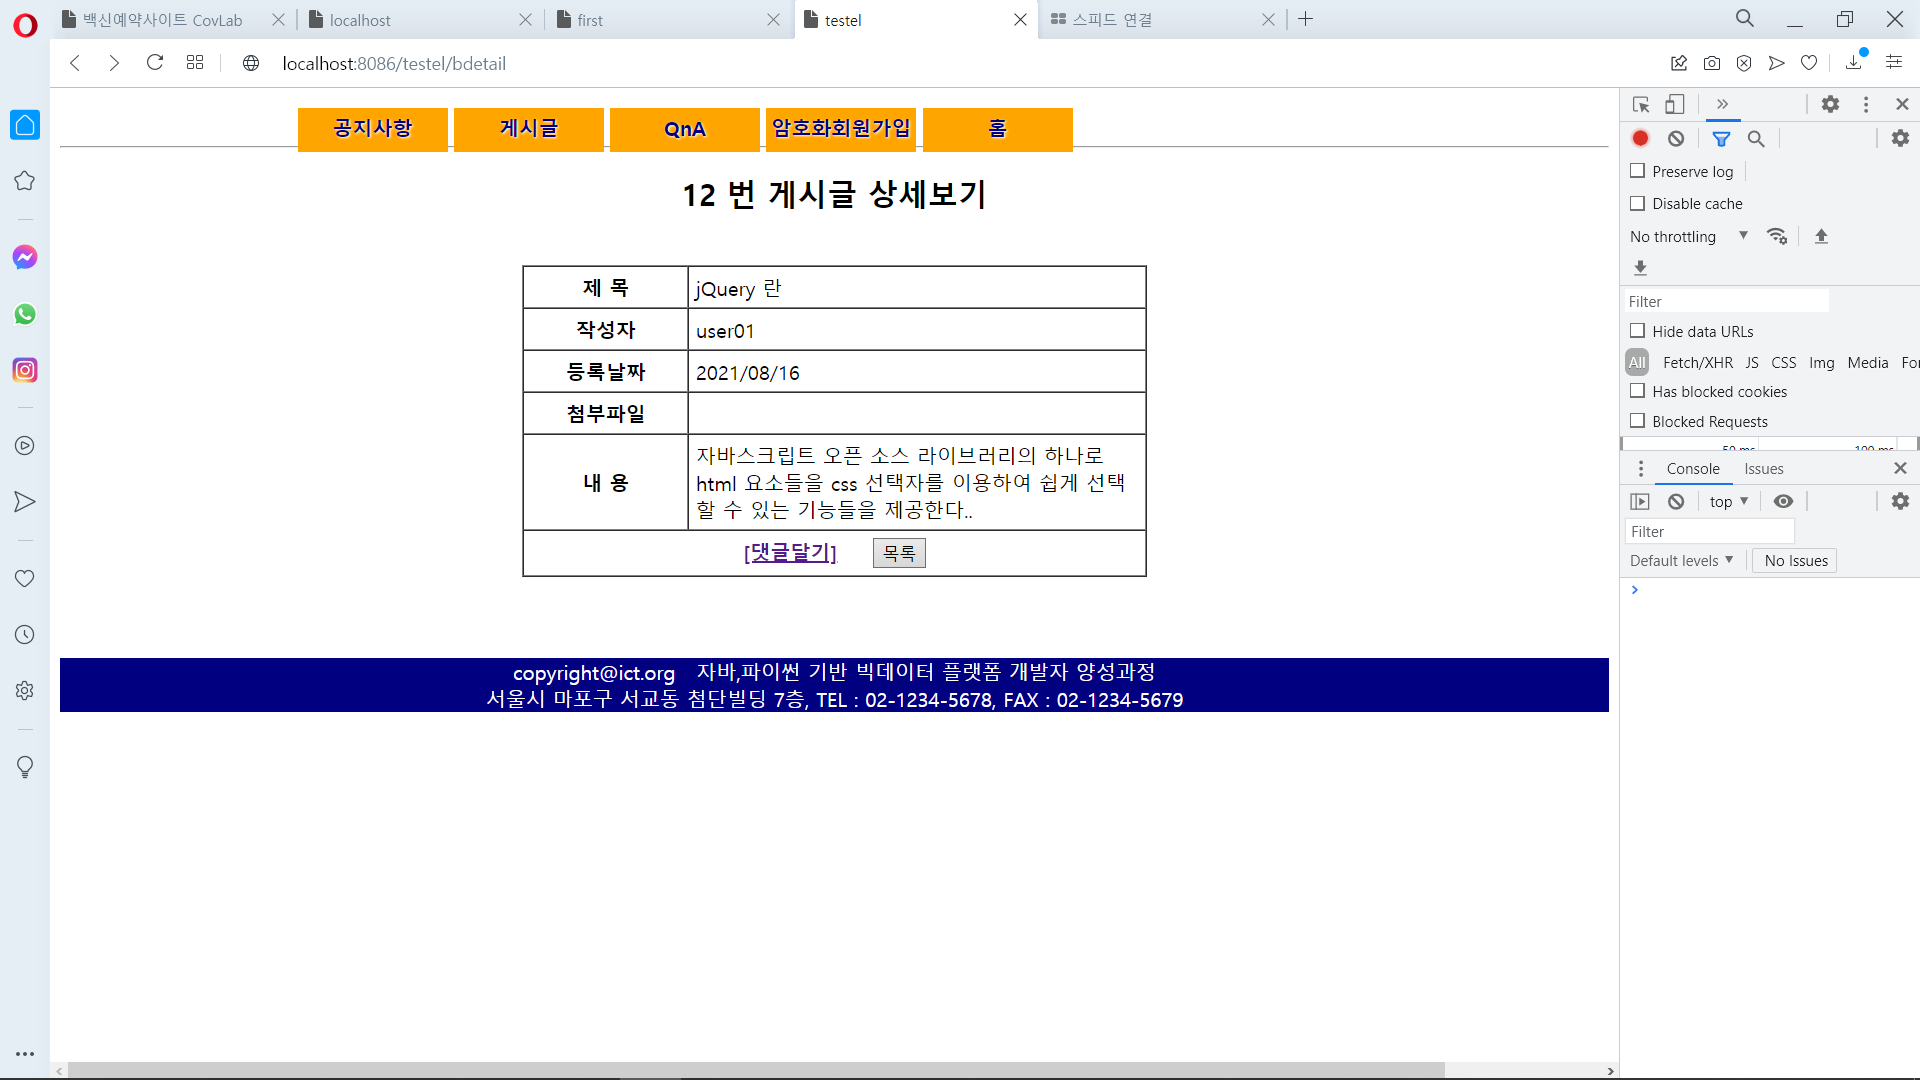 백신예약사이트 CovLab
localhost
first
testel
스피드 연결
localhost:8086/testel/bdetail
공지사항
게시글
QnA
암호화회원가입
홈
12 번 게시글 상세보기
제 목
jQuery 란
작성자
user01
등록날짜
2021/08/16
첨부파일
내 용
자바스크립트 오픈 소스 라이브러리의 하나로
html 요소들을 css 선택자를 이용하여 쉽게 선택
할 수 있는 기능들을 제공한다..
[댓글달기]
목록
copyright@ict.org 자바,파이썬 기반 빅데이터 플랫폼 개발자 양성과정
서울시 마포구 서교동 첨단빌딩 7층, TEL : 02-1234-5678, FAX : 02-1234-5679
Preserve log
Disable cache
No throttling
Filter
Hide data URLs
All Fetch/XHR JS CSS Img Media Fo
Has blocked cookies
Blocked Requests
50 ms 100 ms
Console Issues
top
Filter
Default levels
No Issues